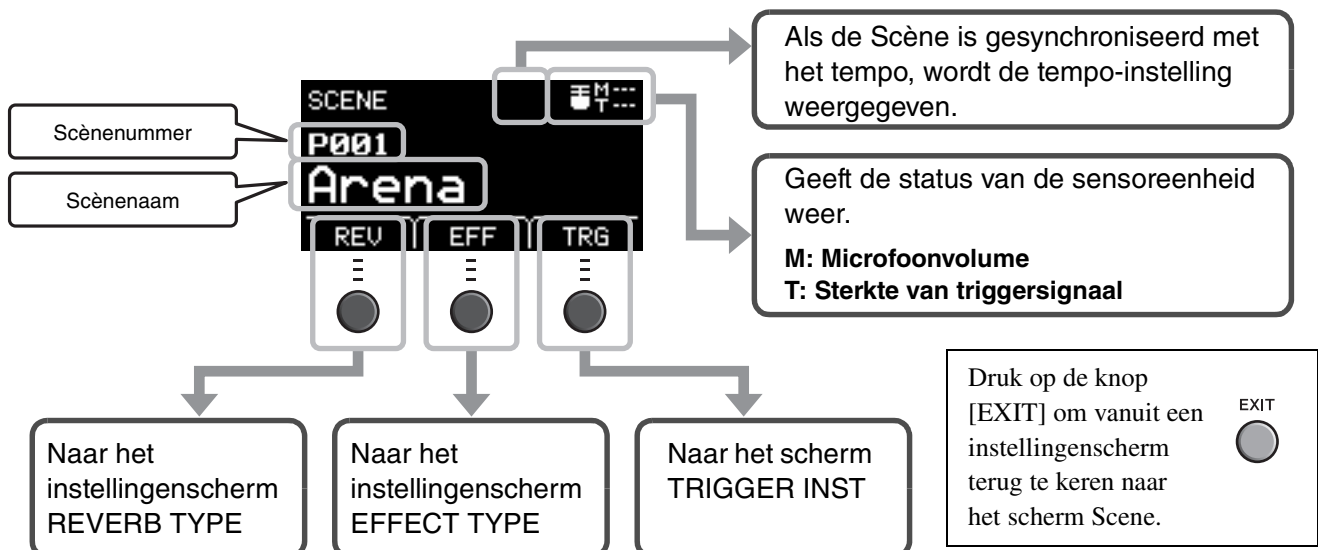 Als de Scène is gesynchroniseerd met
het tempo, wordt de tempo-instelling
weergegeven.
SCENE
M---
T---
Scènenummer
P001
Scènenaam
Arena
Geeft de status van de sensoreenheid
weer.
M: Microfoonvolume
T: Sterkte van triggersignaal
REV EFF TRG
Naar het
instellingenscherm
REVERB TYPE
Naar het
instellingenscherm
EFFECT TYPE
Naar het scherm
TRIGGER INST
Druk op de knop
[EXIT] om vanuit een
instellingenscherm
terug te keren naar
het scherm Scene.
EXIT